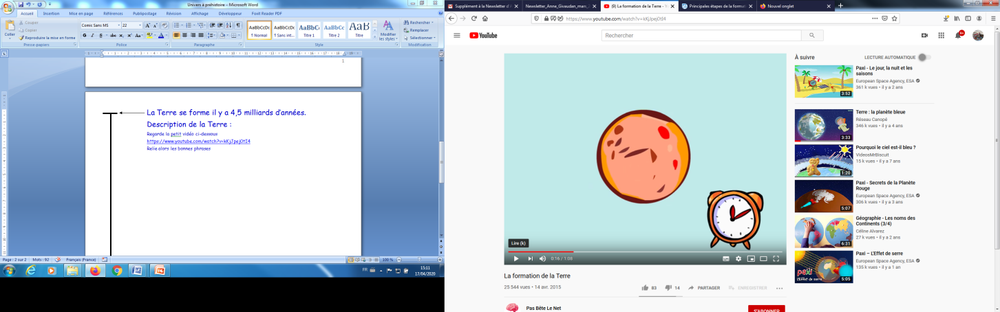 Univers à préhistoire - Microsoft Word
Accueil Insertion Mise en page Références Publipostage Révision Affichage Développeur Foxit Reader PDF
Coller
Couper
Copier
Reproduire la mise en forme
Presse-papiers
Comic Sans MS 22
Police
Paragraphe
AaBbCcDc AaBbCcDc AaBbC AaBbCc AaB
¶ Normal ¶ Sans int... Titre 1 Titre 2 Titre
Modifier les styles
Style
Rechercher
Remplacer
Sélectionner
Modification
1
La Terre se forme il y a 4,5 milliards d'années.
Description de la Terre :
Regarde la petit vidéo ci-dessous
https://www.youtube.com/watch?v=kKjJpej0tI4
Relie alors les bonnes phrases
Page : 2 sur 2 Mots : 92 Français (France) 100 %
FR 15:11
17/04/2020
Supplément à la Newsletter d' Newsletter_Anne_Givaudan_mars_ (8) La formation de la Terre - Principales étapes de la format Nouvel onglet
https://www.youtube.com/watch?v=kKjJpej0tI4
YouTube
Rechercher
Lire (k)
0:16 / 1:08
La formation de la Terre
25 544 vues • 14 avr. 2015
83 14 PARTAGER ENREGISTRER
Pas Bête Le Net
S'ABONNER
À suivre LECTURE AUTOMATIQUE
Paxi - Le jour, la nuit et les
saisons
European Space Agency, ESA
361 k vues • il y a 2 ans
3:52
Terre : la planète bleue
Réseau Canopé
346 k vues • il y a 4 ans
3:33
Pourquoi le ciel est-il bleu ?
VideosMrBiscuit
15 k vues • il y a 7 ans
1:20
Paxi - Secrets de la Planète
Rouge
European Space Agency, ESA
306 k vues • il y a 3 ans
5:07
Géographie - Les noms des
Continents (3/4)
Céline Alvarez
27 k vues • il y a 2 ans
6:31
Paxi – L'Effet de serre
European Space Agency, ESA
135 k vues • il y a 1 an
paxi
L'Effet de serre
5:05